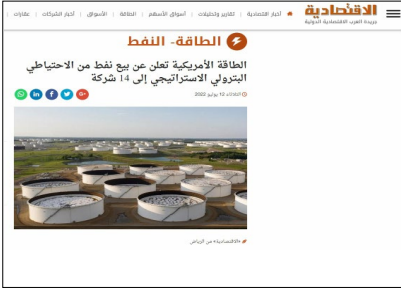 الاقتصادية
جريدة العرب الاقتصادية الدولية
أخبار اقتصادية | تقارير وتحليلات | أسواق الأسهم | الطاقة | الأسواق | أخبار الشركات | عقارات
الطاقة- النفط
الطاقة الأمريكية تعلن عن بيع نفط من الاحتياطي
البترولي الاستراتيجي إلى 14 شركة
الثلاثاء 12 يوليو 2022
«الاقتصادية» من الرياض